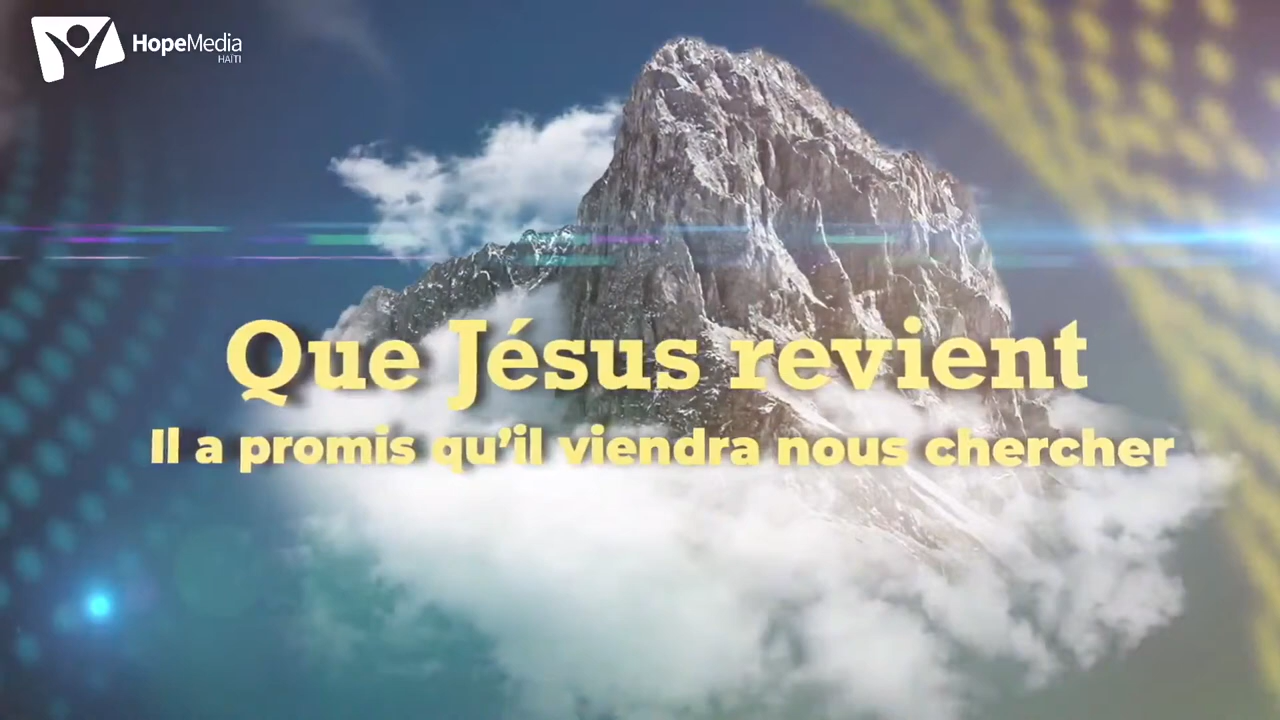 HopeMedia
HAÏTI
Que Jésus revient
Il a promis qu’il viendra nous chercher